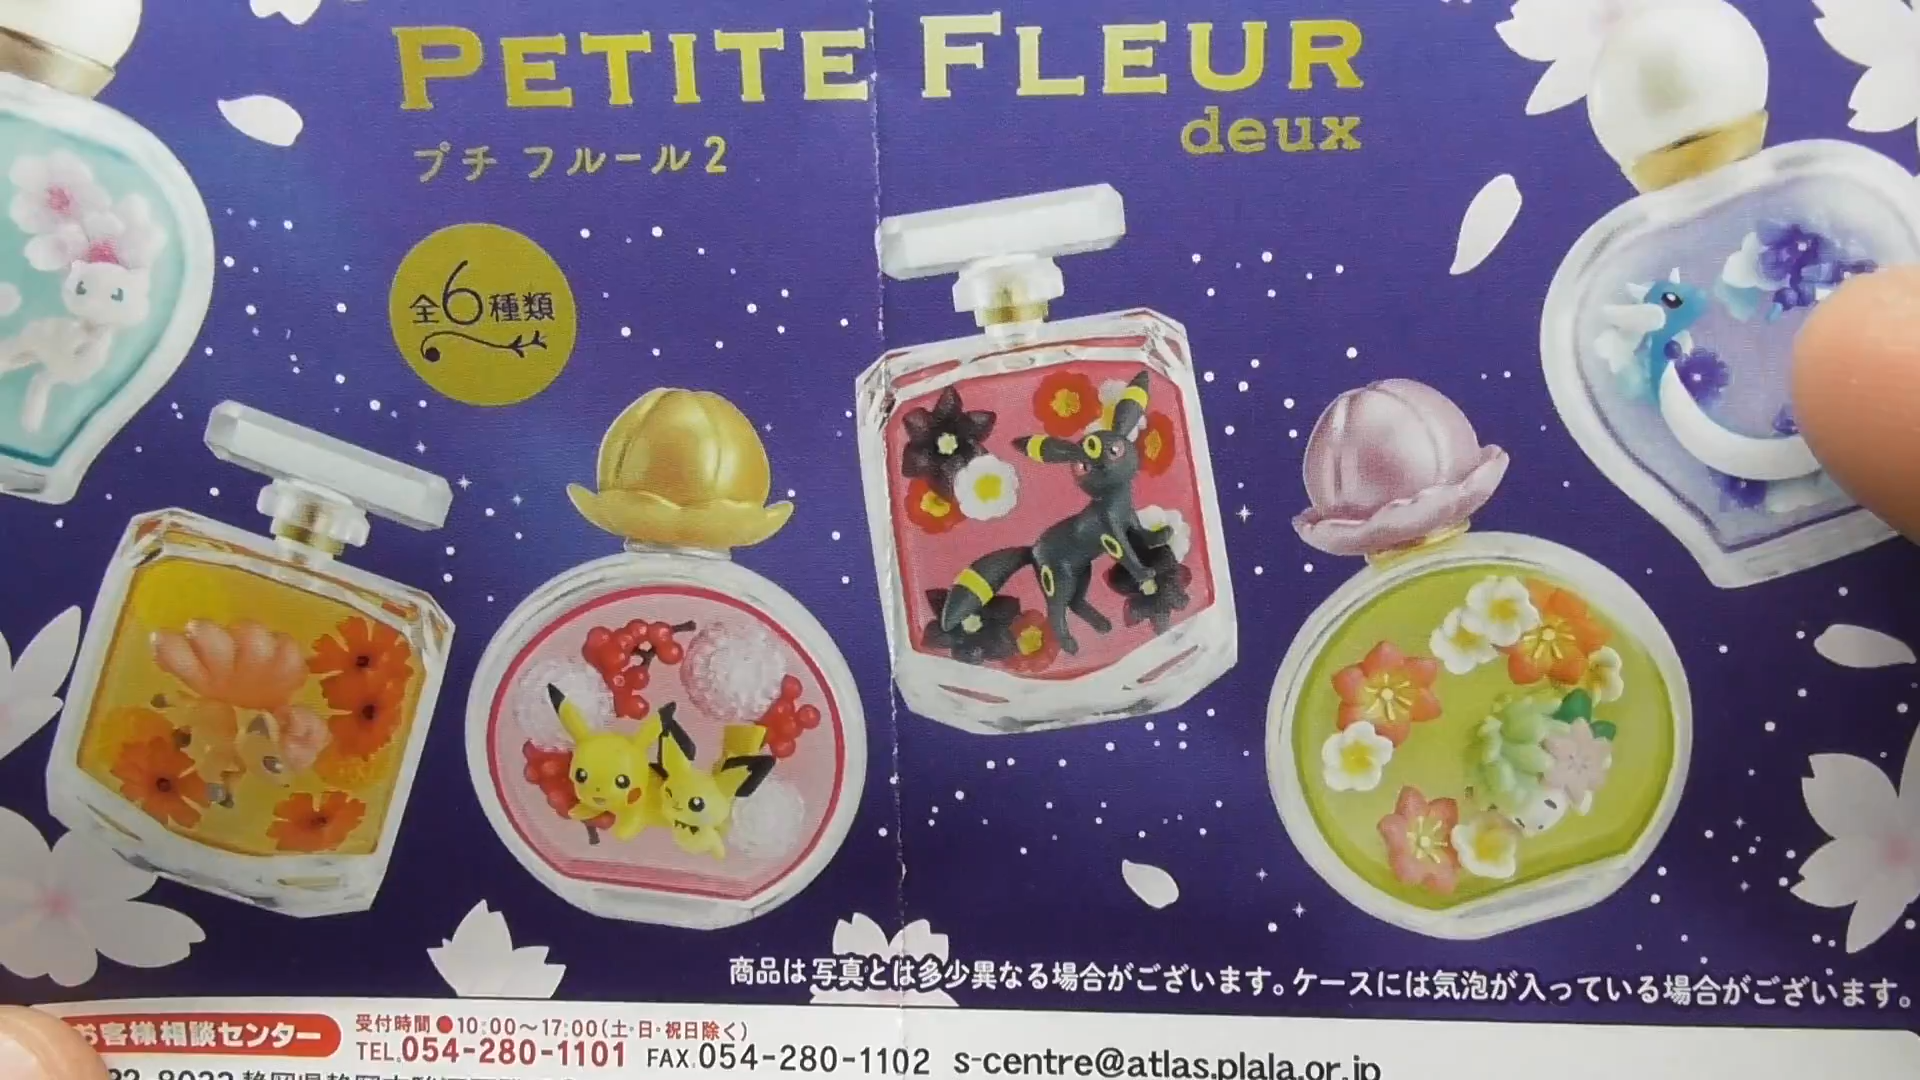 PETITE FLEUR
deux
プチ フルール2
全6種類
商品は写真とは多少異なる場合がございます。ケースには気泡が入っている場合がございます。
お客様相談センター
受付時間●10:00〜17:00(土・日・祝日除く)
TEL.054-280-1101 FAX.054-280-1102 s-centre@atlas.plala.or.jp